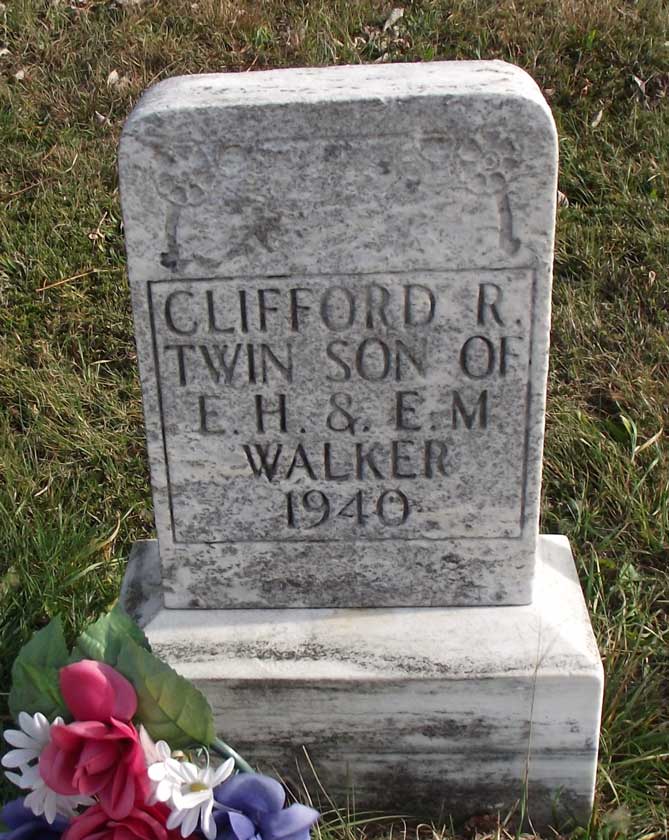 CLIFFORD R.
TWIN SON OF
E. H. & E. M
WALKER
1940